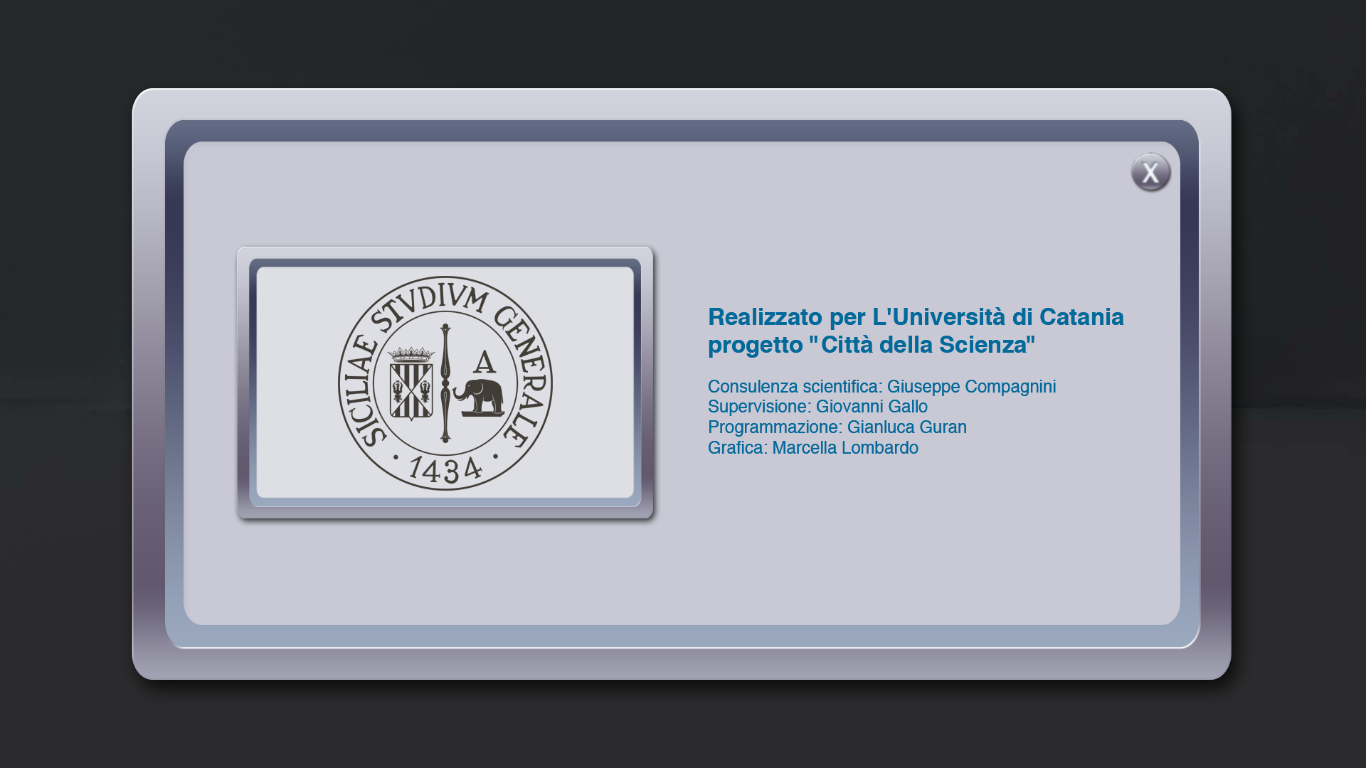 X
SICILIAE STVDIVM GENERALE
· 1434 ·
A
Realizzato per L'Università di Catania
progetto "Città della Scienza"
Consulenza scientifica: Giuseppe Compagnini
Supervisione: Giovanni Gallo
Programmazione: Gianluca Guran
Grafica: Marcella Lombardo